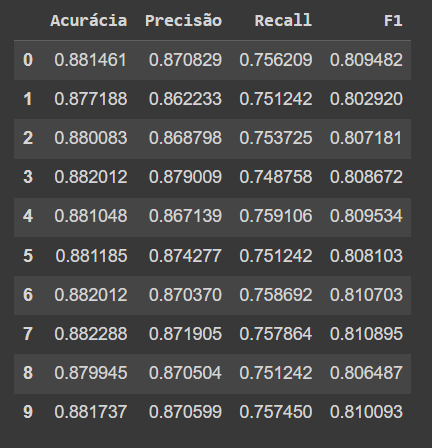 Acurácia Precisão Recall F1
0 0.881461 0.870829 0.756209 0.809482
1 0.877188 0.862233 0.751242 0.802920
2 0.880083 0.868798 0.753725 0.807181
3 0.882012 0.879009 0.748758 0.808672
4 0.881048 0.867139 0.759106 0.809534
5 0.881185 0.874277 0.751242 0.808103
6 0.882012 0.870370 0.758692 0.810703
7 0.882288 0.871905 0.757864 0.810895
8 0.879945 0.870504 0.751242 0.806487
9 0.881737 0.870599 0.757450 0.810093